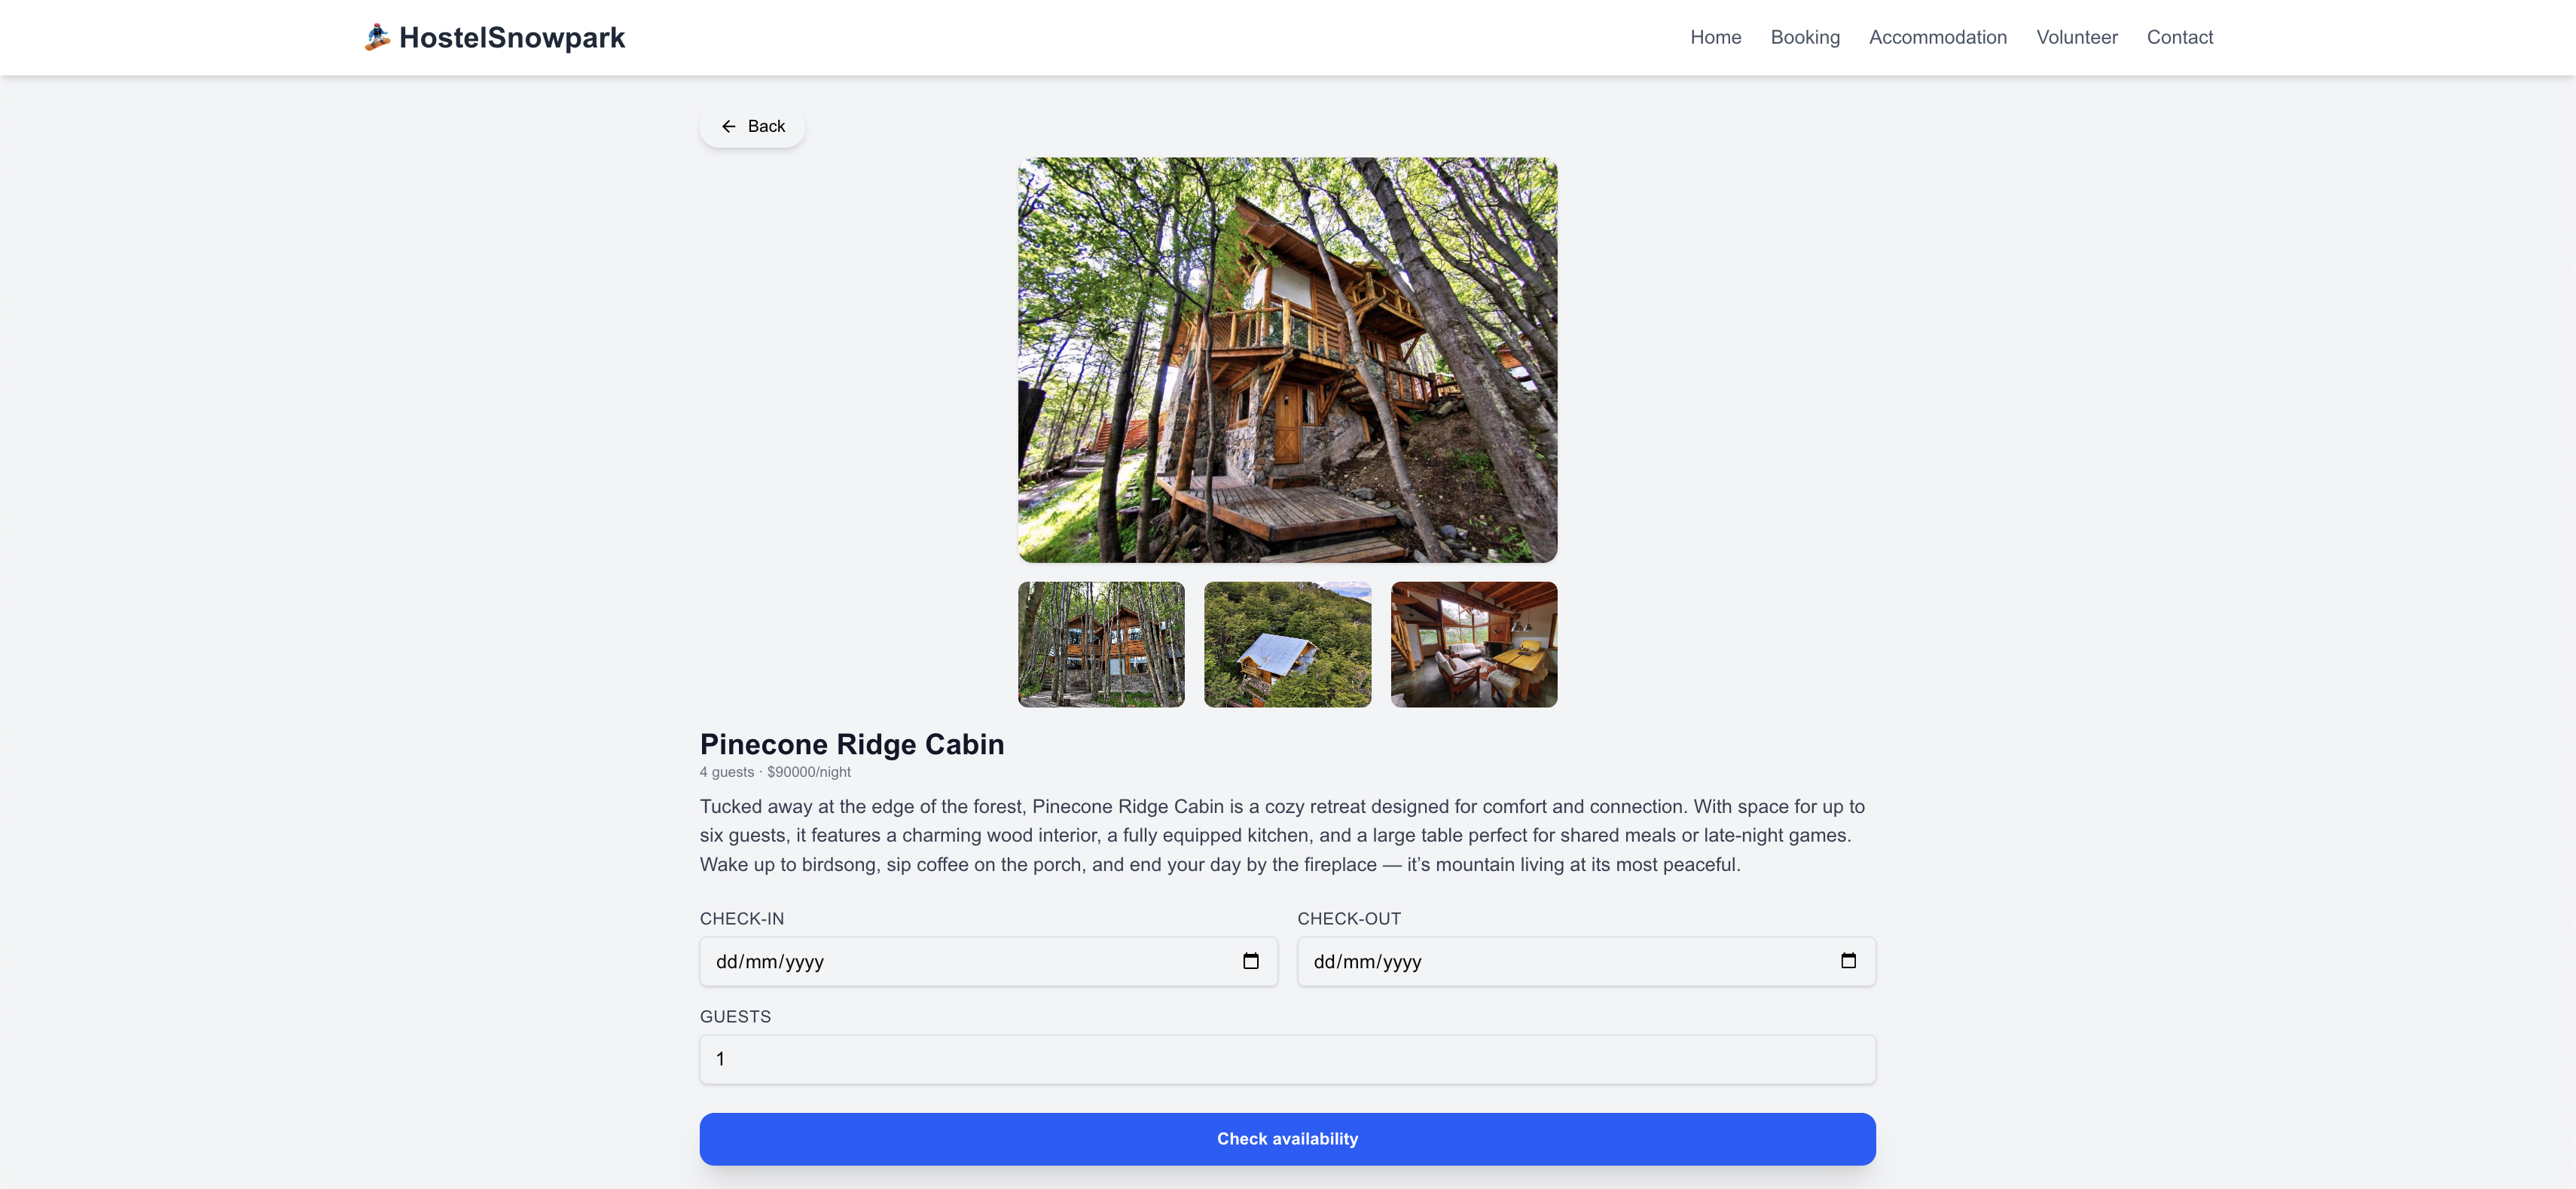 HostelSnowpark
Home Booking Accommodation Volunteer Contact
← Back
Pinecone Ridge Cabin
4 guests · $90000/night
Tucked away at the edge of the forest, Pinecone Ridge Cabin is a cozy retreat designed for comfort and connection. With space for up to
six guests, it features a charming wood interior, a fully equipped kitchen, and a large table perfect for shared meals or late-night games.
Wake up to birdsong, sip coffee on the porch, and end your day by the fireplace — it’s mountain living at its most peaceful.
CHECK-IN CHECK-OUT
dd/mm/yyyy dd/mm/yyyy
GUESTS
1
Check availability